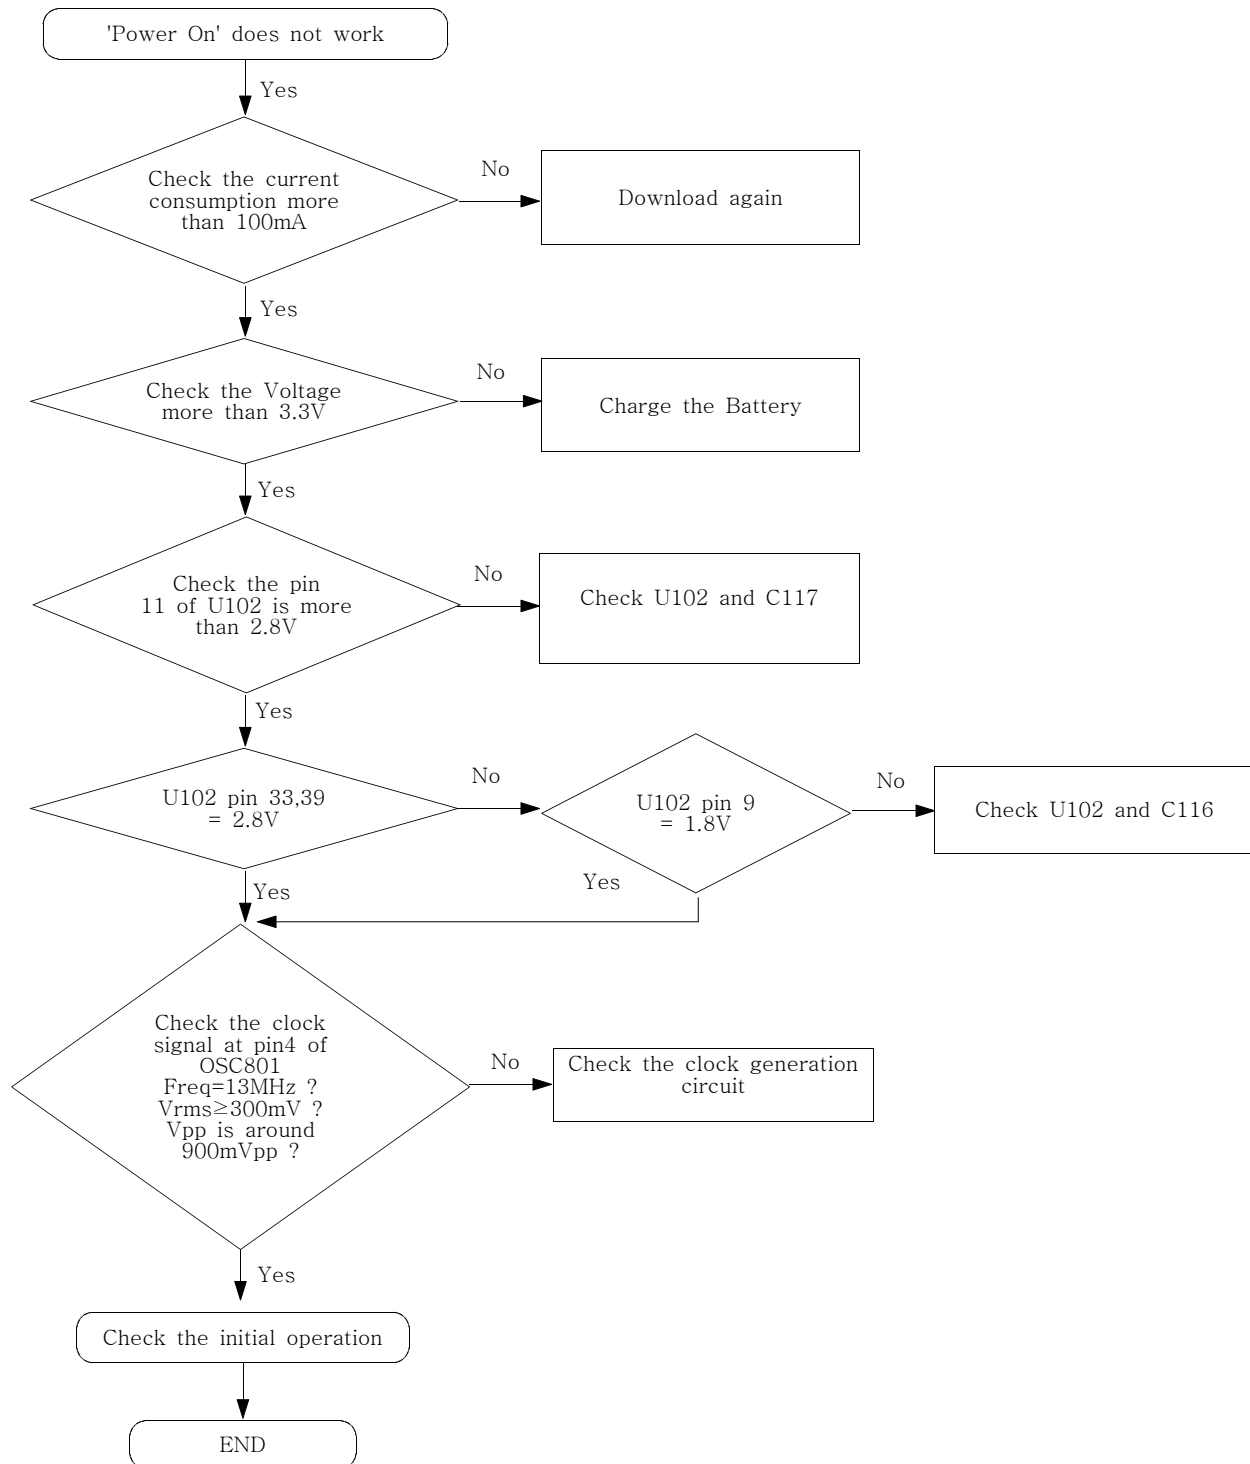 'Power On' does not work
Yes
Check the current
consumption more
than 100mA
No
Download again
Yes
Check the Voltage
more than 3.3V
No
Charge the Battery
Yes
Check the pin
11 of U102 is more
than 2.8V
No
Check U102 and C117
Yes
U102 pin 33,39
= 2.8V
No
U102 pin 9
= 1.8V
No
Check U102 and C116
Yes
Yes
Check the clock
signal at pin4 of
OSC801
Freq=13MHz ?
Vrms≥300mV ?
Vpp is around
900mVpp ?
No
Check the clock generation
circuit
Yes
Check the initial operation
END